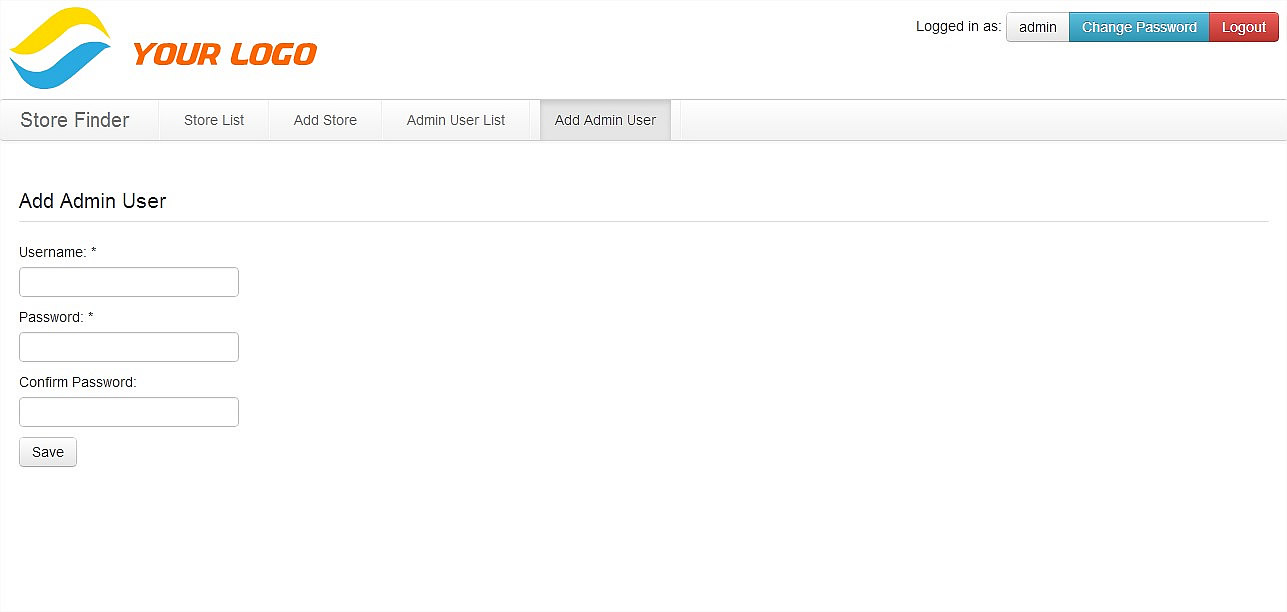 YOUR LOGO
Logged in as: admin Change Password Logout
Store Finder Store List Add Store Admin User List Add Admin User
Add Admin User
Username: *
Password: *
Confirm Password:
Save